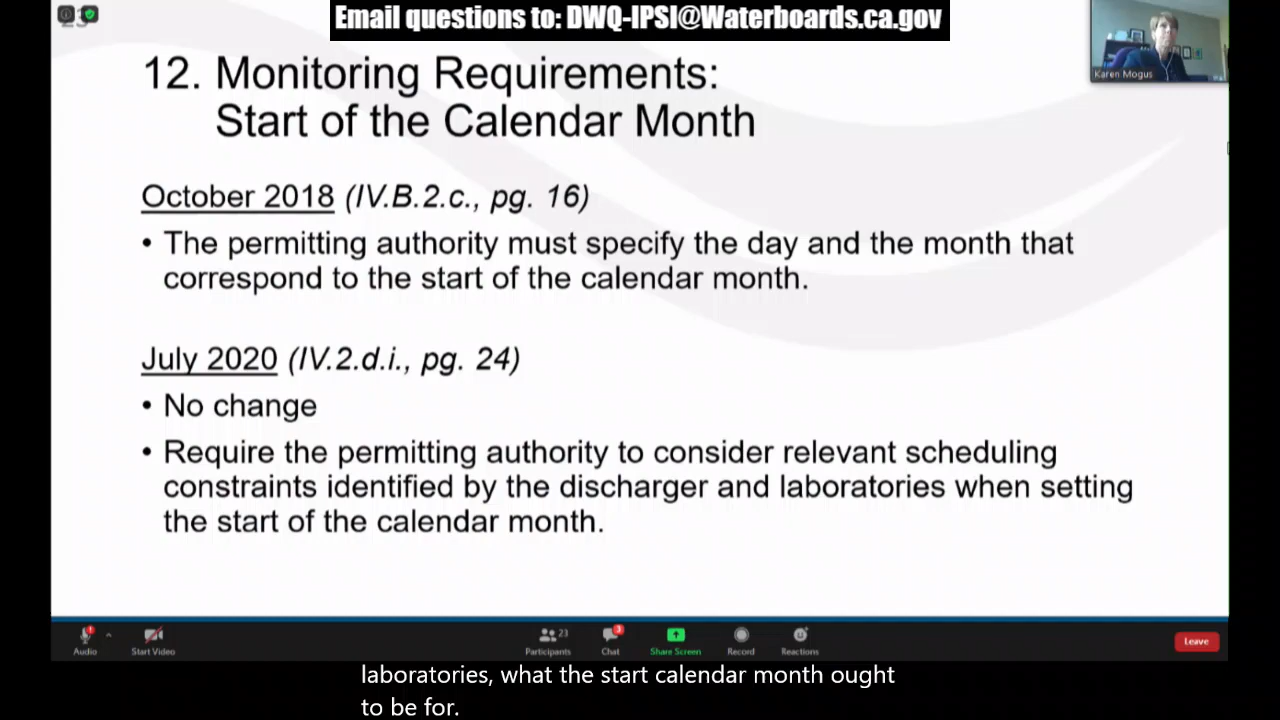 Email questions to: DWQ-IPSI@Waterboards.ca.gov
Karen Mogus
12. Monitoring Requirements:
Start of the Calendar Month
October 2018 (IV.B.2.c., pg. 16)
• The permitting authority must specify the day and the month that
correspond to the start of the calendar month.
July 2020 (IV.2.d.i., pg. 24)
• No change
• Require the permitting authority to consider relevant scheduling
constraints identified by the discharger and laboratories when setting
the start of the calendar month.
Audio
Start Video
Participants 23
Chat 3
Share Screen
Record
Reactions
Leave
laboratories, what the start calendar month ought
to be for.